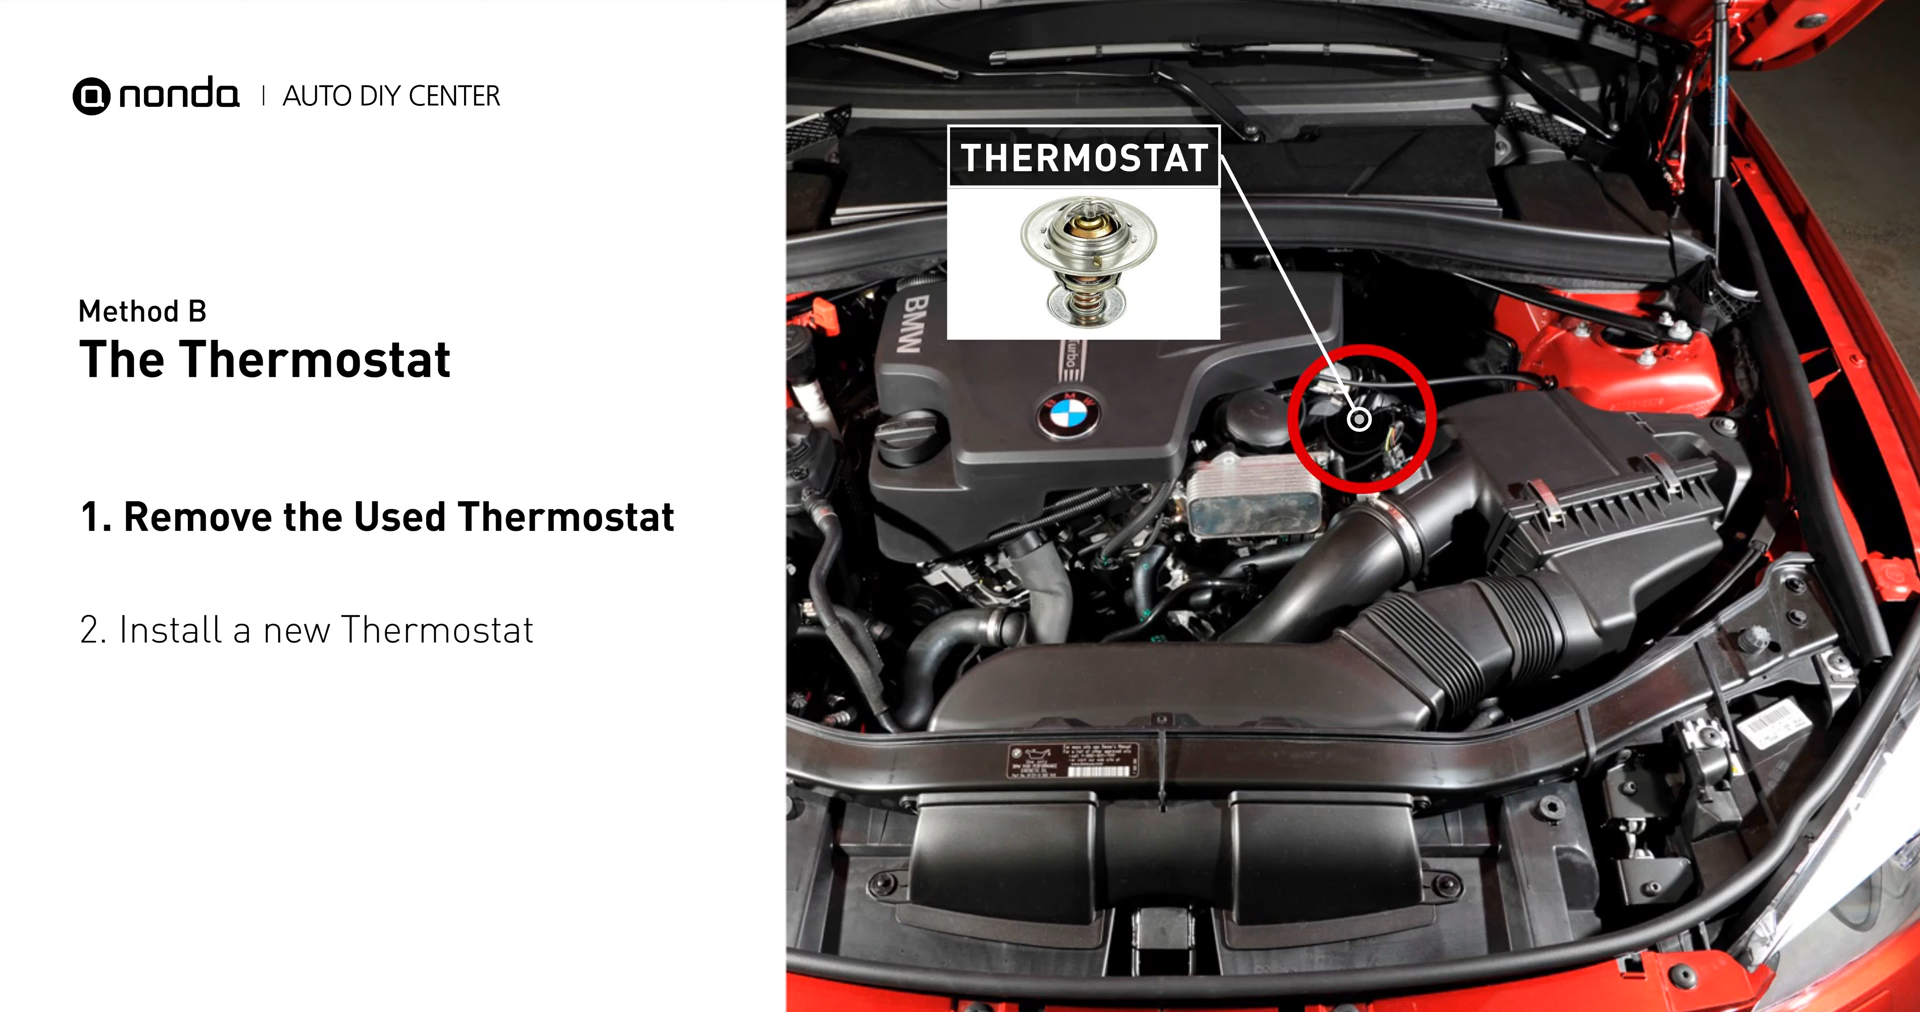 nonda | AUTO DIY CENTER
Method B
The Thermostat
1. Remove the Used Thermostat
2. Install a new Thermostat
THERMOSTAT
BMW
Turbo
BMW